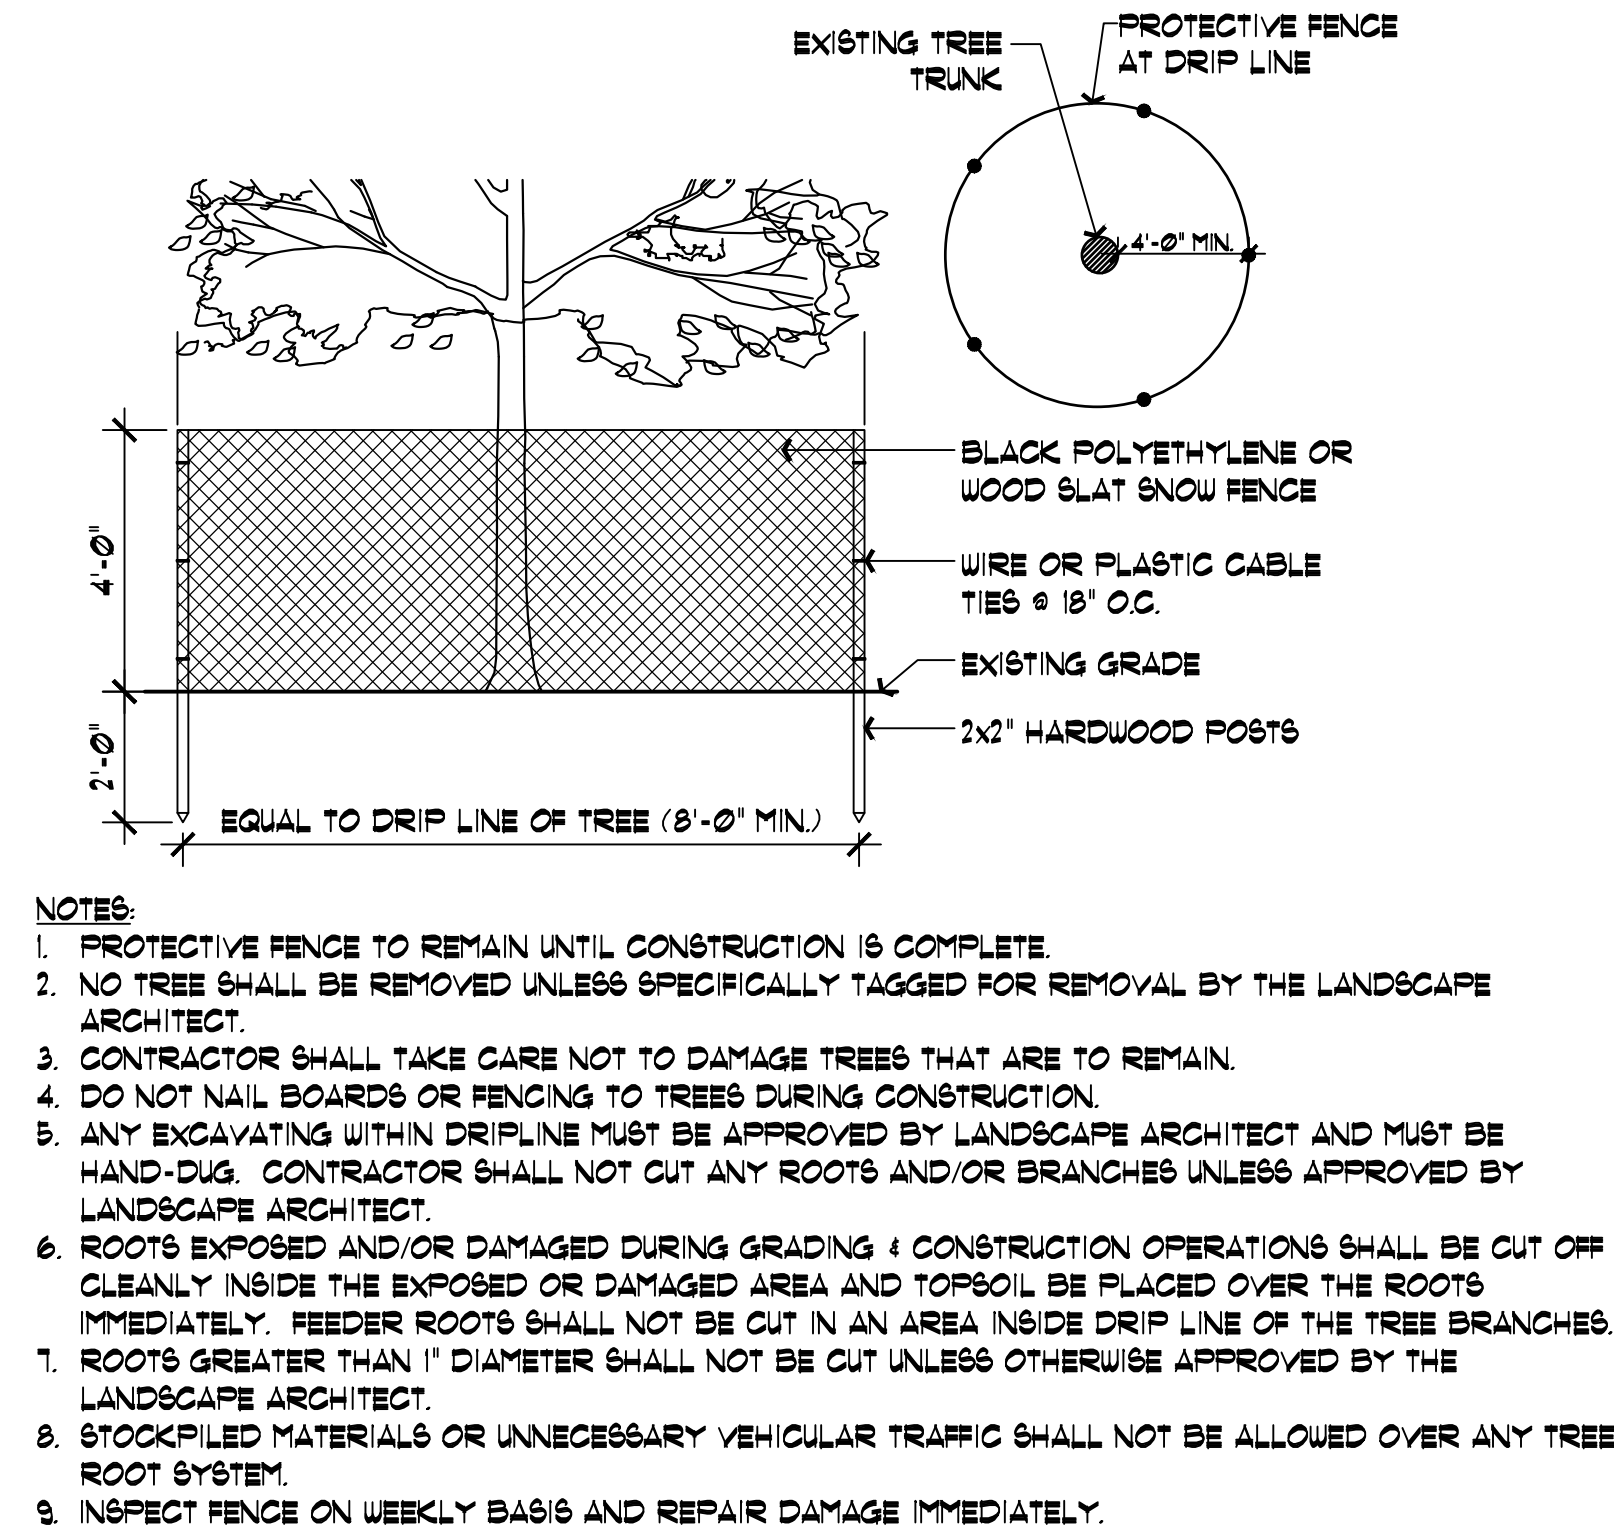 EXISTING TREE
TRUNK
PROTECTIVE FENCE
AT DRIP LINE
4'-0" MIN.
BLACK POLYETHYLENE OR
WOOD SLAT SNOW FENCE
4'-0"
WIRE OR PLASTIC CABLE
TIES @ 18" O.C.
EXISTING GRADE
2'-0"
2x2" HARDWOOD POSTS
EQUAL TO DRIP LINE OF TREE (8'-0" MIN.)
NOTES:
1. PROTECTIVE FENCE TO REMAIN UNTIL CONSTRUCTION IS COMPLETE.
2. NO TREE SHALL BE REMOVED UNLESS SPECIFICALLY TAGGED FOR REMOVAL BY THE LANDSCAPE
ARCHITECT.
3. CONTRACTOR SHALL TAKE CARE NOT TO DAMAGE TREES THAT ARE TO REMAIN.
4. DO NOT NAIL BOARDS OR FENCING TO TREES DURING CONSTRUCTION.
5. ANY EXCAVATING WITHIN DRIPLINE MUST BE APPROVED BY LANDSCAPE ARCHITECT AND MUST BE
HAND-DUG. CONTRACTOR SHALL NOT CUT ANY ROOTS AND/OR BRANCHES UNLESS APPROVED BY
LANDSCAPE ARCHITECT.
6. ROOTS EXPOSED AND/OR DAMAGED DURING GRADING & CONSTRUCTION OPERATIONS SHALL BE CUT OFF
CLEANLY INSIDE THE EXPOSED OR DAMAGED AREA AND TOPSOIL BE PLACED OVER THE ROOTS
IMMEDIATELY. FEEDER ROOTS SHALL NOT BE CUT IN AN AREA INSIDE DRIP LINE OF THE TREE BRANCHES.
7. ROOTS GREATER THAN 1" DIAMETER SHALL NOT BE CUT UNLESS OTHERWISE APPROVED BY THE
LANDSCAPE ARCHITECT.
8. STOCKPILED MATERIALS OR UNNECESSARY VEHICULAR TRAFFIC SHALL NOT BE ALLOWED OVER ANY TREE
ROOT SYSTEM.
9. INSPECT FENCE ON WEEKLY BASIS AND REPAIR DAMAGE IMMEDIATELY.